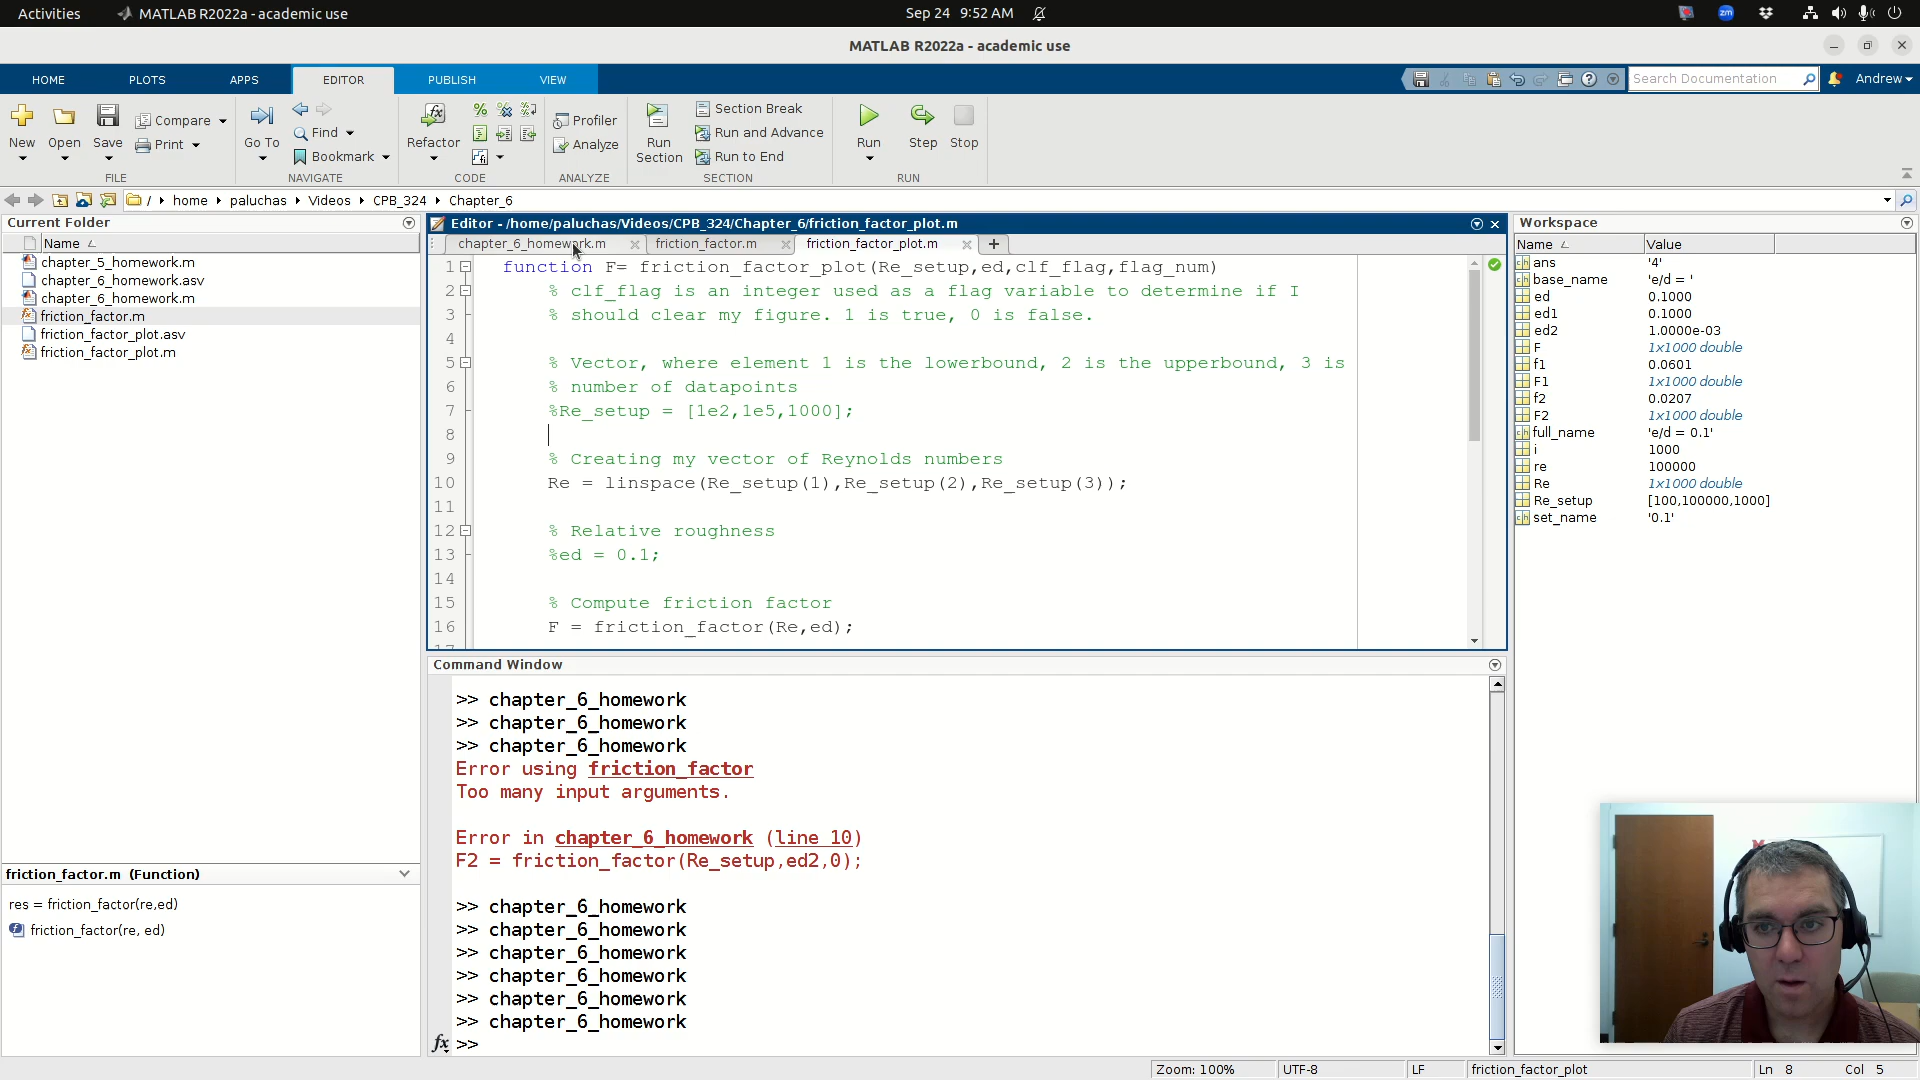 Activities
MATLAB R2022a - academic use
Sep 24 9:52 AM
zm
MATLAB R2022a - academic use
HOME
PLOTS
APPS
EDITOR
PUBLISH
VIEW
Search Documentation
Andrew
New
Open
Save
Compare
Print
FILE
Go To
Find
Bookmark
NAVIGATE
Refactor
CODE
Profiler
Analyze
ANALYZE
Run Section
Section Break
Run and Advance
Run to End
SECTION
Run
Step
Stop
RUN
/ home paluchas Videos CPB_324 Chapter_6
Current Folder
Name
chapter_5_homework.m
chapter_6_homework.asv
chapter_6_homework.m
friction_factor.m
friction_factor_plot.asv
friction_factor_plot.m
friction_factor.m (Function)
res = friction_factor(re,ed)
friction_factor(re, ed)
Editor - /home/paluchas/Videos/CPB_324/Chapter_6/friction_factor_plot.m
chapter_6_homework.m
friction_factor.m
friction_factor_plot.m
1 function F= friction_factor_plot(Re_setup,ed,clf_flag,flag_num)
2 % clf_flag is an integer used as a flag variable to determine if I
3 % should clear my figure. 1 is true, 0 is false.
4
5 % Vector, where element 1 is the lowerbound, 2 is the upperbound, 3 is
6 % number of datapoints
7 %Re_setup = [1e2,1e5,1000];
8
9 % Creating my vector of Reynolds numbers
10 Re = linspace(Re_setup(1),Re_setup(2),Re_setup(3));
11
12 % Relative roughness
13 %ed = 0.1;
14
15 % Compute friction factor
16 F = friction_factor(Re,ed);
Command Window
>> chapter_6_homework
>> chapter_6_homework
>> chapter_6_homework
Error using friction_factor
Too many input arguments.
Error in chapter_6_homework (line 10)
F2 = friction_factor(Re_setup,ed2,0);
>> chapter_6_homework
>> chapter_6_homework
>> chapter_6_homework
>> chapter_6_homework
>> chapter_6_homework
>> chapter_6_homework
fx >>
Workspace
Name Value
ans '4'
base_name 'e/d = '
ed 0.1000
ed1 0.1000
ed2 1.0000e-03
F 1x1000 double
f1 0.0601
F1 1x1000 double
f2 0.0207
F2 1x1000 double
full_name 'e/d = 0.1'
i 1000
re 100000
Re 1x1000 double
Re_setup [100,100000,1000]
set_name '0.1'
Zoom: 100%
UTF-8
LF
friction_factor_plot
Ln 8 Col 5